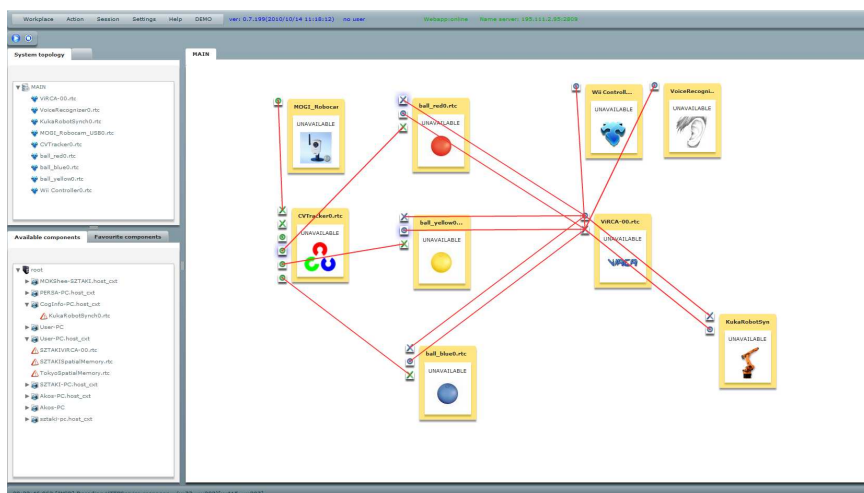 Workplace Action Session Settings Help DEMO ver: 0.7.199(2010/10/14 11:18:12) no user Webapp:online Name server: 195.111.2.95:2809
System topology
MAIN
MAIN
ViRCA-00.rtc
VoiceRecognizer0.rtc
KukaRobotSynch0.rtc
MOGI_Robocam_USB0.rtc
CVTracker0.rtc
ball_red0.rtc
ball_blue0.rtc
ball_yellow0.rtc
Wii Controller0.rtc
Available components Favourite components
root
MOKShee-SZTAKI.host_cxt
PERSA-PC.host_cxt
CogInfo-PC.host_cxt
KukaRobotSynch0.rtc
User-PC
User-PC.host_cxt
SZTAKIViRCA-00.rtc
SZTAKISpatialMemory.rtc
TokyoSpatialMemory.rtc
SZTAKI-PC.host_cxt
Akos-PC.host_cxt
Akos-PC
sztaki-pc.host_cxt
MOGI_Robocar
UNAVAILABLE
ball_red0.rtc
UNAVAILABLE
Wii Controll...
UNAVAILABLE
VoiceRecogni...
UNAVAILABLE
CVTracker0.rtc
UNAVAILABLE
ball_yellow0...
UNAVAILABLE
ViRCA-00.rtc
UNAVAILABLE
VIRCA
ball_blue0.rtc
UNAVAILABLE
KukaRobotSyn
UNAVAILABLE